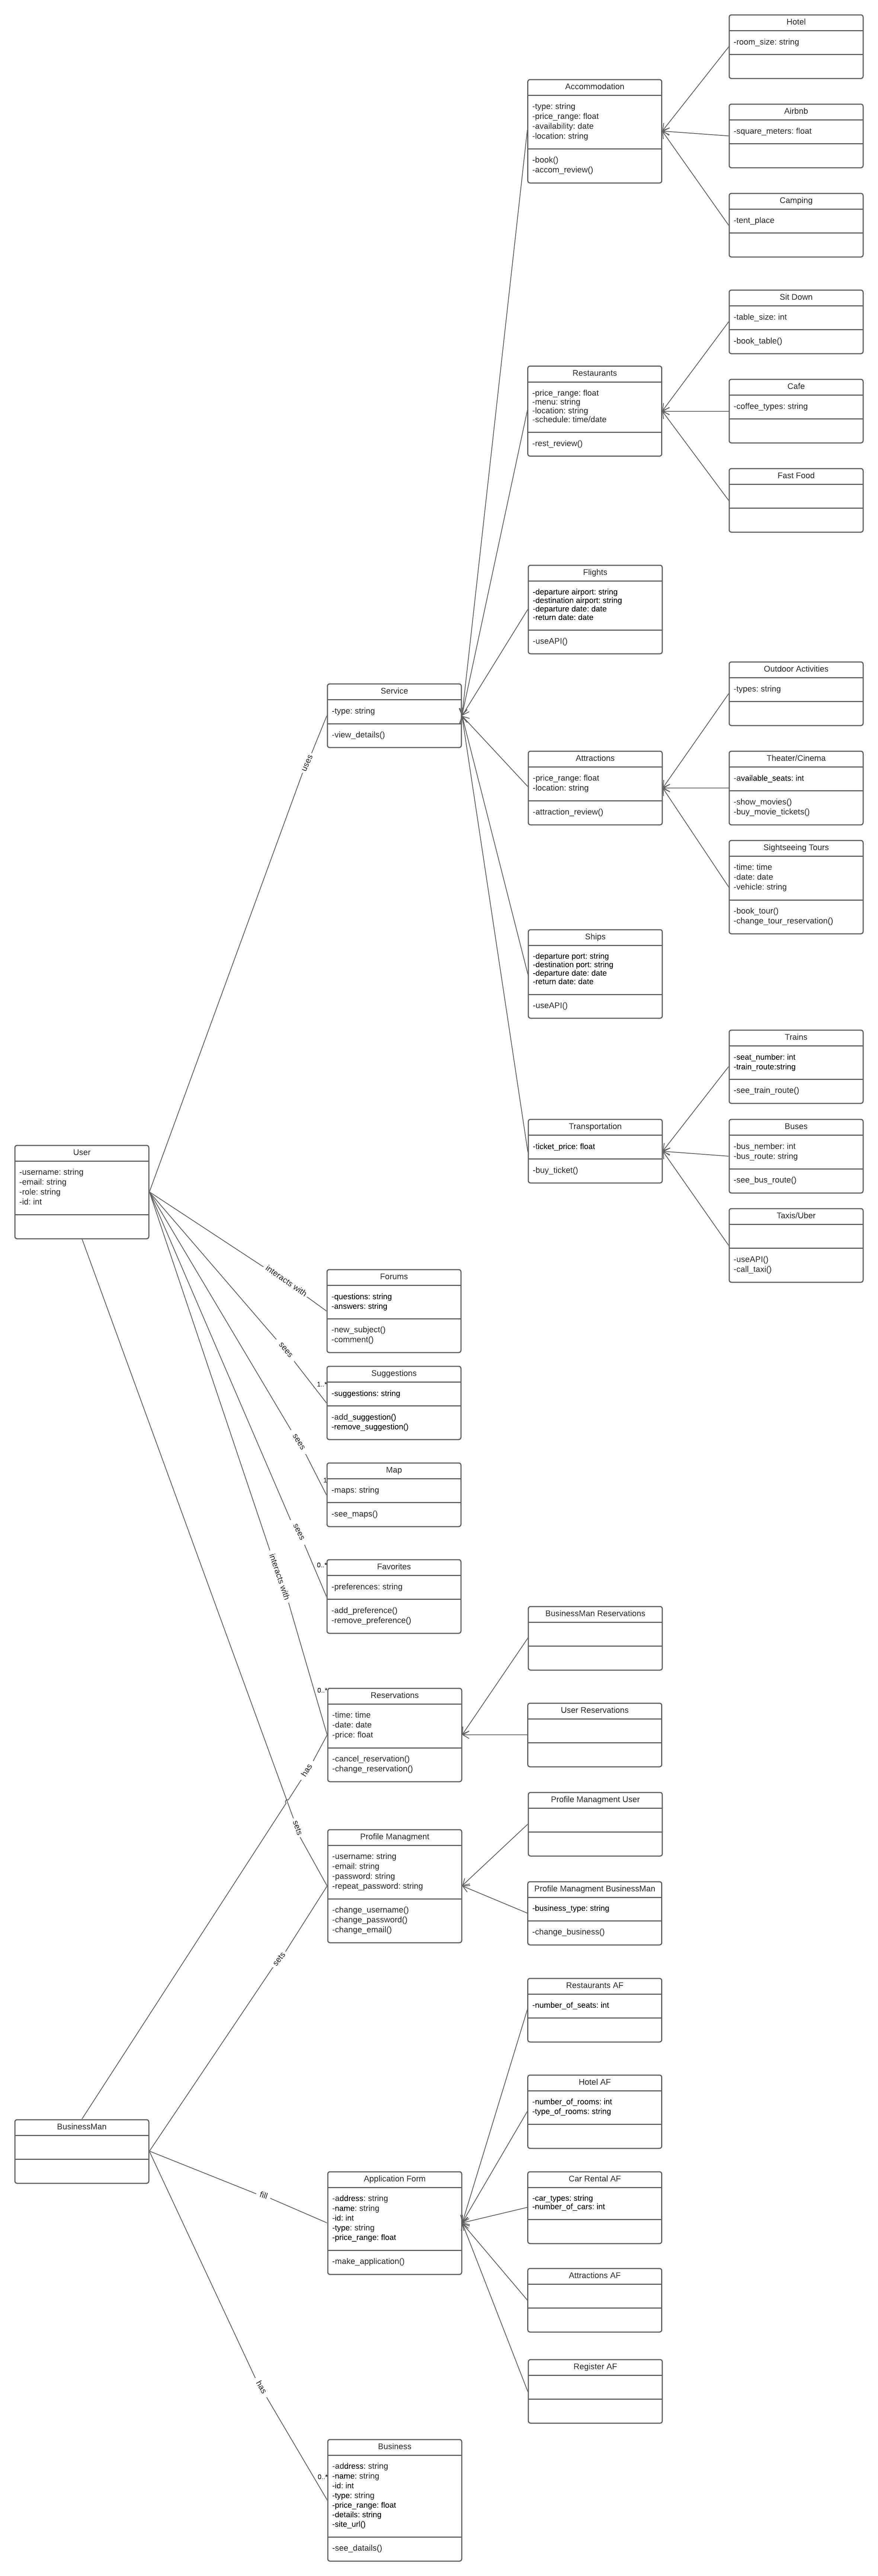 Hotel
-room_size: string
Accommodation
-type: string
-price_range: float
-availability: date
-location: string
-book()
-accom_review()
Airbnb
-square_meters: float
Camping
-tent_place
Sit Down
-table_size: int
-book_table()
Restaurants
-price_range: float
-menu: string
-location: string
-schedule: time/date
-rest_review()
Cafe
-coffee_types: string
Fast Food
Flights
-departure airport: string
-destination airport: string
-departure date: date
-return date: date
-useAPI()
Service
-type: string
-view_details()
uses
Outdoor Activities
-types: string
Attractions
-price_range: float
-location: string
-attraction_review()
Theater/Cinema
-available_seats: int
-show_movies()
-buy_movie_tickets()
Sightseeing Tours
-time: time
-date: date
-vehicle: string
-book_tour()
-change_tour_reservation()
Ships
-departure port: string
-destination port: string
-departure date: date
-return date: date
-useAPI()
Trains
-seat_number: int
-train_route:string
-see_train_route()
Transportation
-ticket_price: float
-buy_ticket()
Buses
-bus_nember: int
-bus_route: string
-see_bus_route()
Taxis/Uber
-useAPI()
-call_taxi()
User
-username: string
-email: string
-role: string
-id: int
interacts with
Forums
-questions: string
-answers: string
-new_subject()
-comment()
sees
1..*
Suggestions
-suggestions: string
-add_suggestion()
-remove_suggestion()
sees
1
Map
-maps: string
-see_maps()
sees
0..*
Favorites
-preferences: string
-add_preference()
-remove_preference()
interacts with
0..*
Reservations
-time: time
-date: date
-price: float
-cancel_reservation()
-change_reservation()
BusinessMan Reservations
User Reservations
has
sets
Profile Managment
-username: string
-email: string
-password: string
-repeat_password: string
-change_username()
-change_password()
-change_email()
Profile Managment User
Profile Managment BusinessMan
-business_type: string
-change_business()
sets
BusinessMan
fill
Application Form
-address: string
-name: string
-id: int
-type: string
-price_range: float
-make_application()
Restaurants AF
-number_of_seats: int
Hotel AF
-number_of_rooms: int
-type_of_rooms: string
Car Rental AF
-car_types: string
-number_of_cars: int
Attractions AF
Register AF
has
0..*
Business
-address: string
-name: string
-id: int
-type: string
-price_range: float
-details: string
-site_url()
-see_datails()